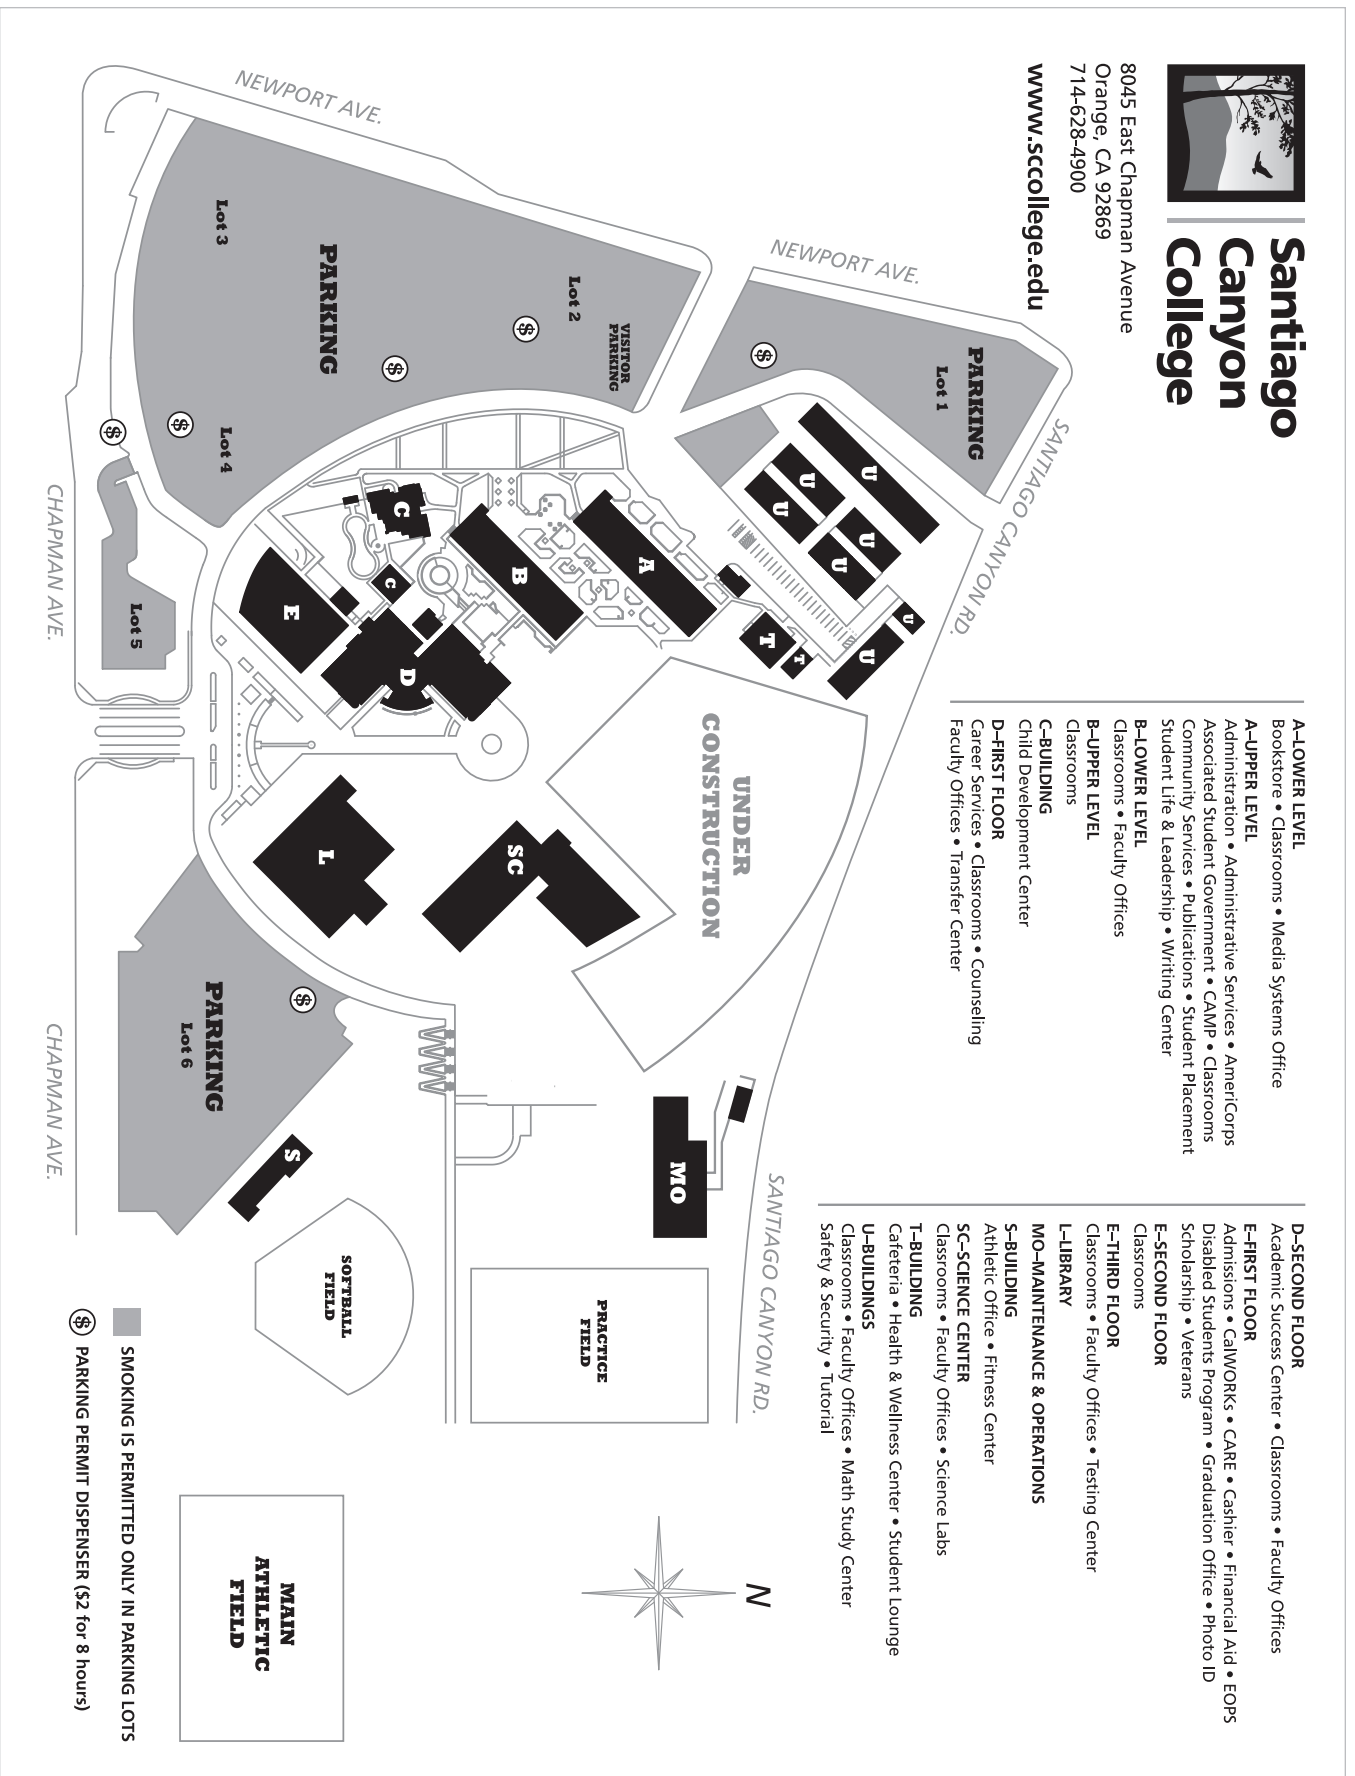 Santiago
Canyon
College
8045 East Chapman Avenue
Orange, CA 92869
714-628-4900
www.sccollege.edu
A–LOWER LEVEL
Bookstore • Classrooms • Media Systems Office
A–UPPER LEVEL
Administration • Administrative Services • AmeriCorps
Associated Student Government • CAMP • Classrooms
Community Services • Publications • Student Placement
Student Life & Leadership • Writing Center
B–LOWER LEVEL
Classrooms • Faculty Offices
B–UPPER LEVEL
Classrooms
C–BUILDING
Child Development Center
D–FIRST FLOOR
Career Services • Classrooms • Counseling
Faculty Offices • Transfer Center
D–SECOND FLOOR
Academic Success Center • Classrooms • Faculty Offices
E–FIRST FLOOR
Admissions • CalWORKs • CARE • Cashier • Financial Aid • EOPS
Disabled Students Program • Graduation Office • Photo ID
Scholarship • Veterans
E–SECOND FLOOR
Classrooms
E–THIRD FLOOR
Classrooms • Faculty Offices • Testing Center
L–LIBRARY
MO–MAINTENANCE & OPERATIONS
S–BUILDING
Athletic Office • Fitness Center
SC–SCIENCE CENTER
Classrooms • Faculty Offices • Science Labs
T–BUILDING
Cafeteria • Health & Wellness Center • Student Lounge
U–BUILDINGS
Classrooms • Faculty Offices • Math Study Center
Safety & Security • Tutorial
SANTIAGO CANYON RD.
NEWPORT AVE.
PARKING
Lot 1
$
U
U
U
U
U
U
U
T
T
SANTIAGO CANYON RD.
N
UNDER
CONSTRUCTION
MO
PRACTICE
FIELD
VISITOR
PARKING
Lot 2
$
A
B
SC
NEWPORT AVE.
PARKING
$
C
C
D
L
E
$
SOFTBALL
FIELD
S
Lot 3
Lot 4
$
PARKING
Lot 6
MAIN
ATHLETIC
FIELD
$
Lot 5
CHAPMAN AVE.
CHAPMAN AVE.
SMOKING IS PERMITTED ONLY IN PARKING LOTS
$ PARKING PERMIT DISPENSER ($2 for 8 hours)